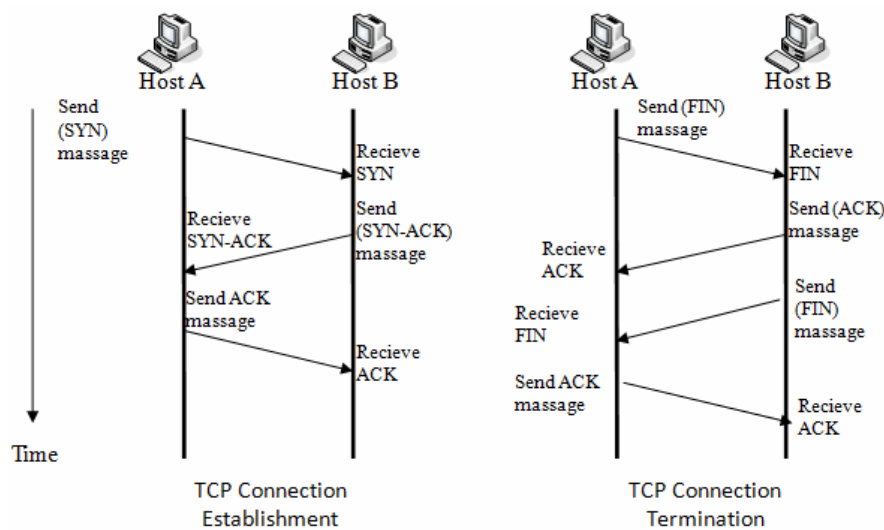 Host A
Host B
Send
(SYN)
massage
Recieve
SYN
Send
(SYN-ACK)
massage
Recieve
SYN-ACK
Send ACK
massage
Recieve
ACK
Time
TCP Connection
Establishment
Host A
Host B
Send (FIN)
massage
Recieve
FIN
Send (ACK)
massage
Recieve
ACK
Send
(FIN)
massage
Recieve
FIN
Send ACK
massage
Recieve
ACK
TCP Connection
Termination